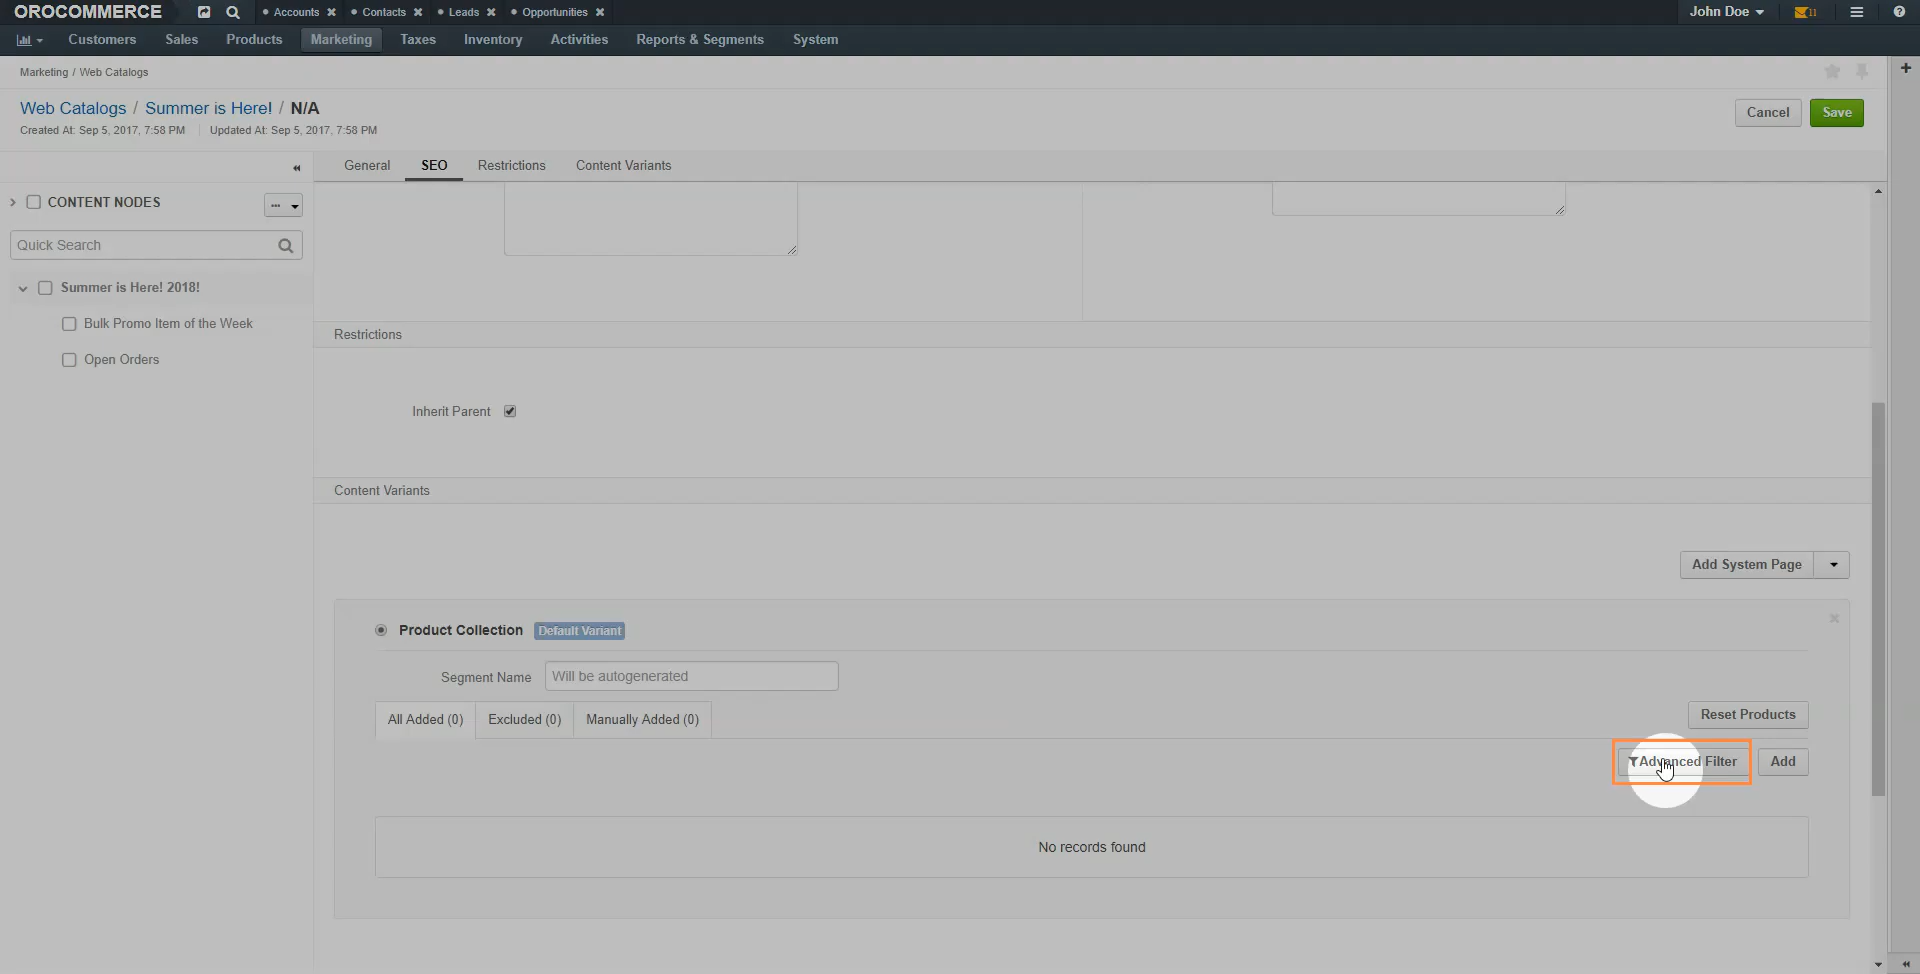 OROCOMMERCE
Accounts Contacts Leads Opportunities
John Doe 11
Customers Sales Products Marketing Taxes Inventory Activities Reports & Segments System
Marketing / Web Catalogs
Web Catalogs / Summer is Here! / N/A
Cancel Save
Created At: Sep 5, 2017, 7:58 PM Updated At: Sep 5, 2017, 7:58 PM
General SEO Restrictions Content Variants
CONTENT NODES
Quick Search
Summer is Here! 2018!
Bulk Promo Item of the Week
Open Orders
Restrictions
Inherit Parent
Content Variants
Add System Page
Product Collection Default Variant
Segment Name Will be autogenerated
All Added (0) Excluded (0) Manually Added (0)
Reset Products
Advanced Filter Add
No records found